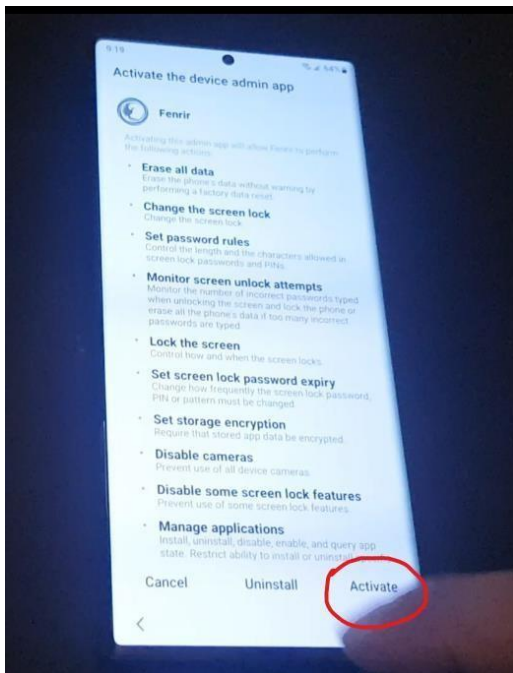 9:19
54%
Activate the device admin app
Fenrir
Activating this admin app will allow Fenrir to perform
the following actions:
Erase all data
Erase the phone's data without warning by
performing a factory data reset.
Change the screen lock
Change the screen lock.
Set password rules
Control the length and the characters allowed in
screen lock passwords and PINs.
Monitor screen unlock attempts
Monitor the number of incorrect passwords typed
when unlocking the screen and lock the phone or
erase all the phone's data if too many incorrect
passwords are typed.
Lock the screen
Control how and when the screen locks.
Set screen lock password expiry
Change how frequently the screen lock password,
PIN or pattern must be changed.
Set storage encryption
Require that stored app data be encrypted.
Disable cameras
Prevent use of all device cameras.
Disable some screen lock features
Prevent use of some screen lock features.
Manage applications
Install, uninstall, disable, enable, and query app
state. Restrict ability to install or uninstall
Cancel Uninstall Activate